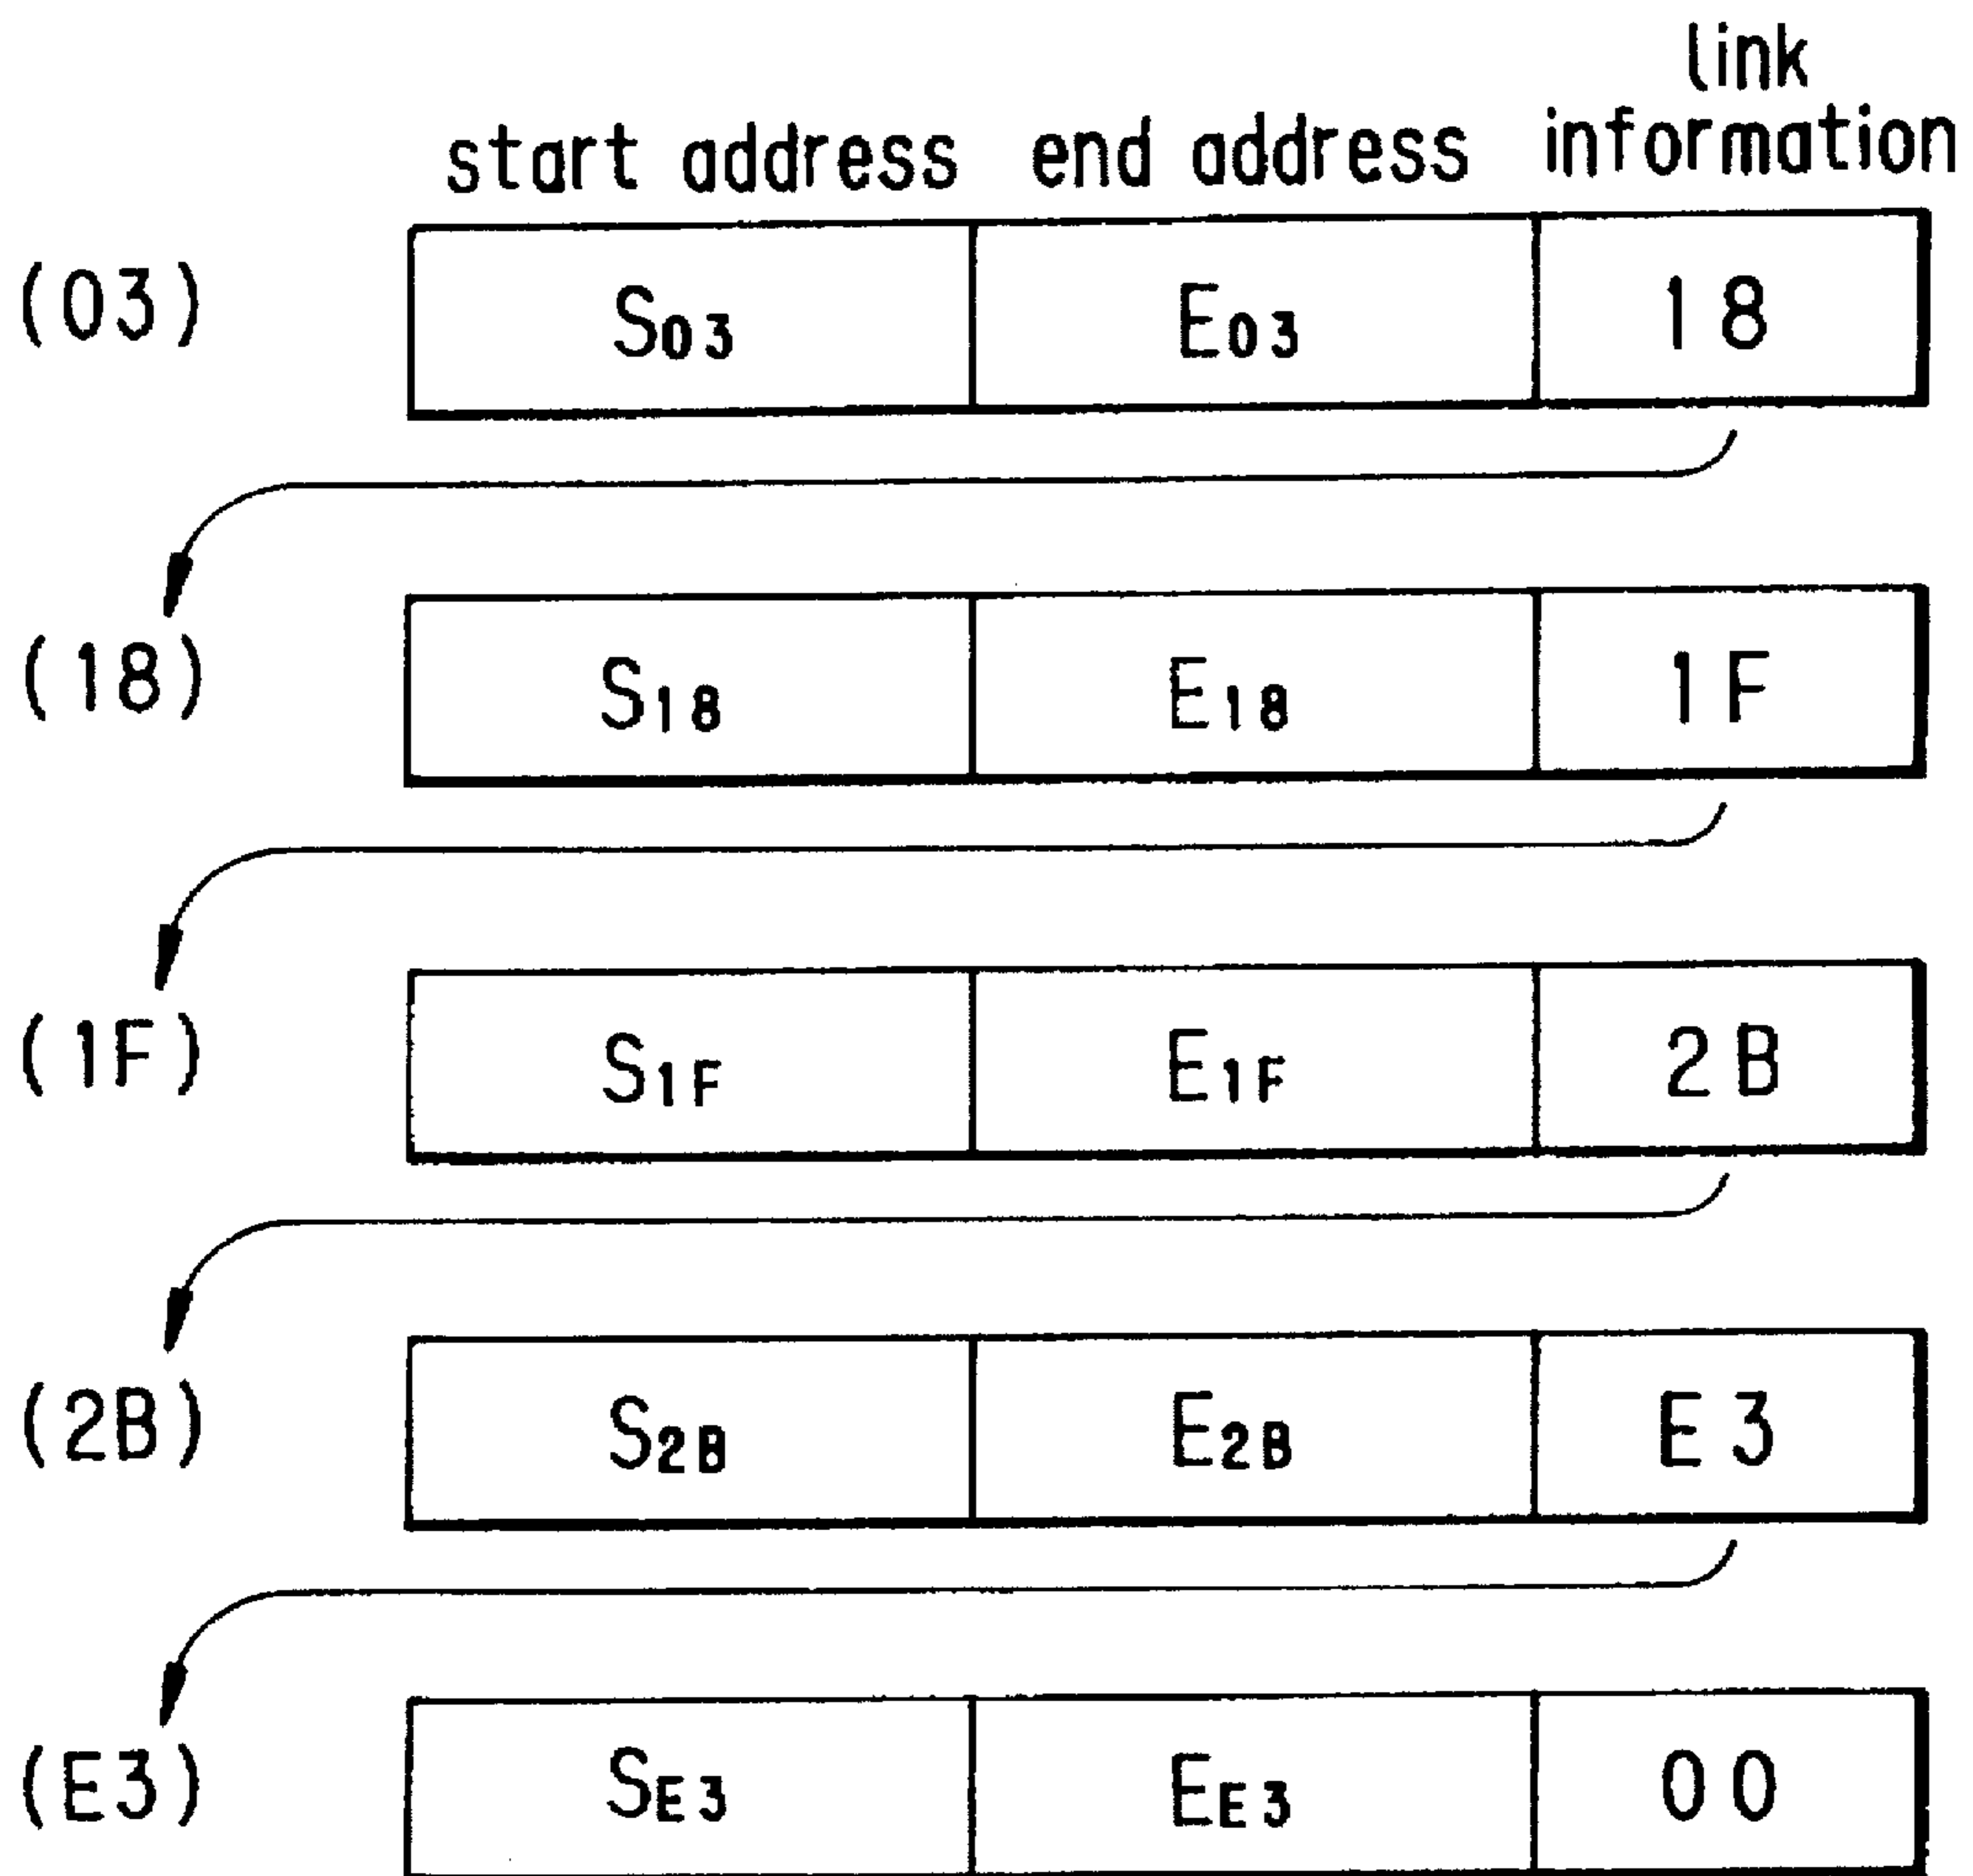 link
start address end address information
(03) S03 E03 18
(18) S18 E18 1F
(1F) S1F E1F 2B
(2B) S2B E2B E3
(E3) SE3 EE3 00